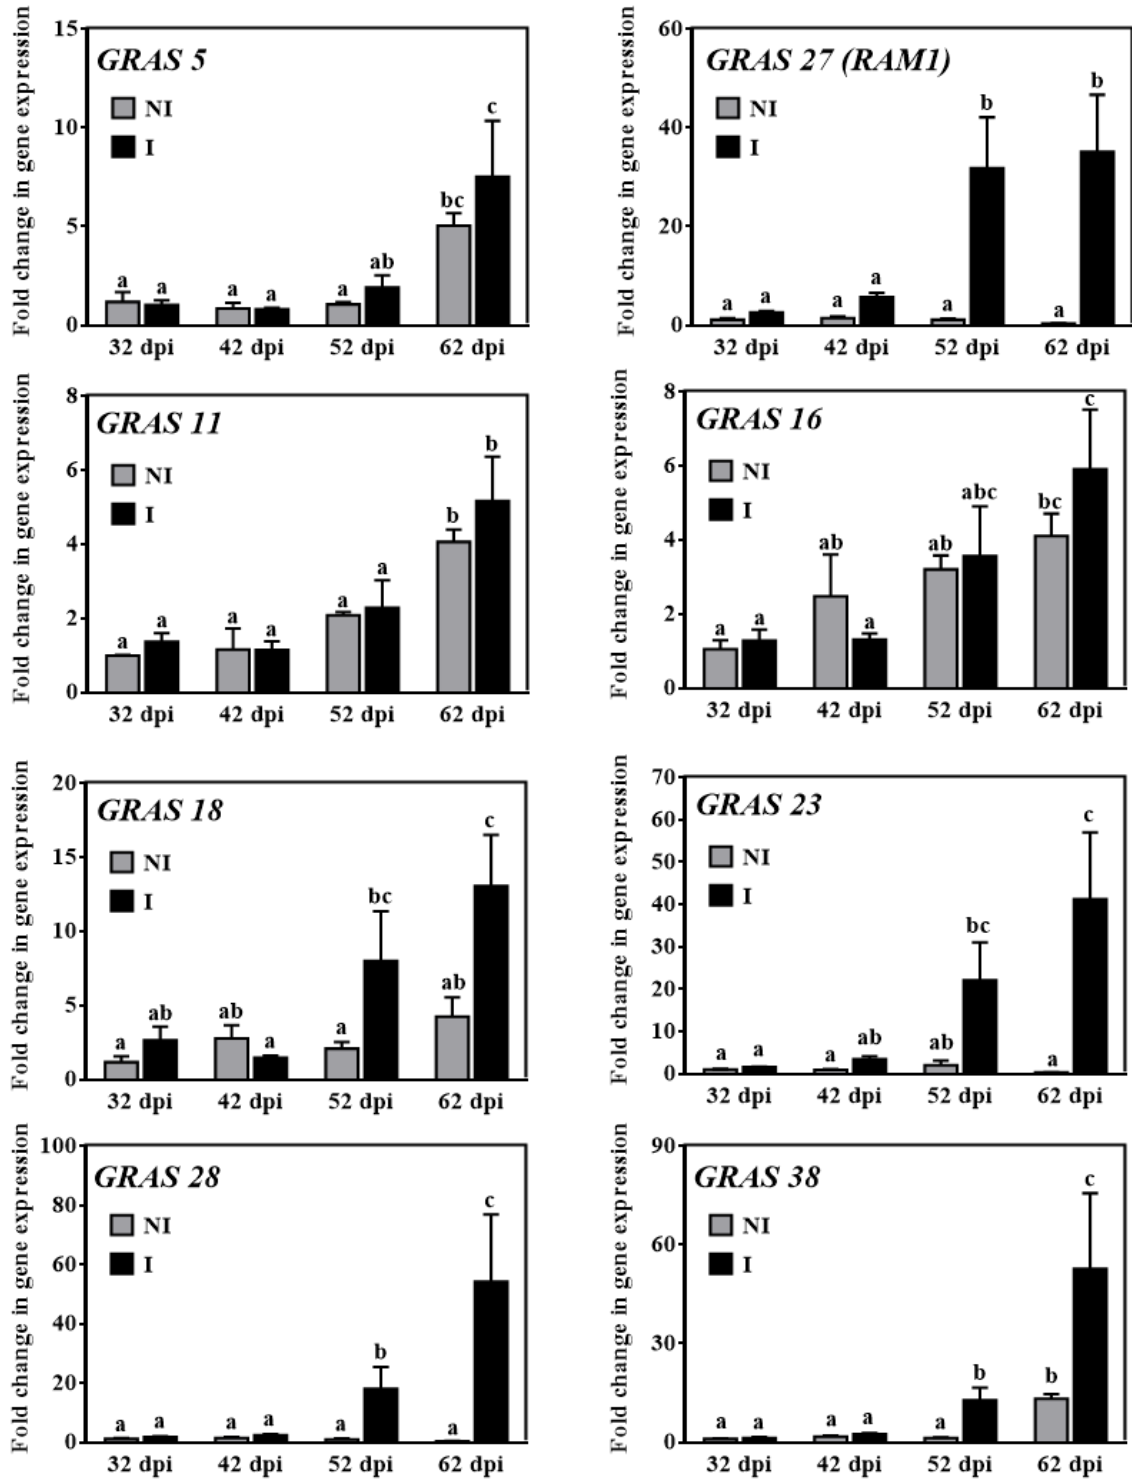 Fold change in gene expression
15
10
5
0
GRAS 5
NI
I
a a a a a ab bc c
32 dpi 42 dpi 52 dpi 62 dpi
Fold change in gene expression
60
40
20
0
GRAS 27 (RAM1)
NI
I
a a a a a b a b
32 dpi 42 dpi 52 dpi 62 dpi
Fold change in gene expression
8
6
4
2
0
GRAS 11
NI
I
a a a a a a b b
32 dpi 42 dpi 52 dpi 62 dpi
Fold change in gene expression
8
6
4
2
0
GRAS 16
NI
I
a a ab a ab abc bc c
32 dpi 42 dpi 52 dpi 62 dpi
Fold change in gene expression
20
15
10
5
0
GRAS 18
NI
I
a ab ab a a bc ab c
32 dpi 42 dpi 52 dpi 62 dpi
Fold change in gene expression
70
60
50
40
30
20
10
0
GRAS 23
NI
I
a a a ab ab bc a c
32 dpi 42 dpi 52 dpi 62 dpi
Fold change in gene expression
100
80
60
40
20
0
GRAS 28
NI
I
a a a a a b a c
32 dpi 42 dpi 52 dpi 62 dpi
Fold change in gene expression
90
60
30
0
GRAS 38
NI
I
a a a a a b b c
32 dpi 42 dpi 52 dpi 62 dpi